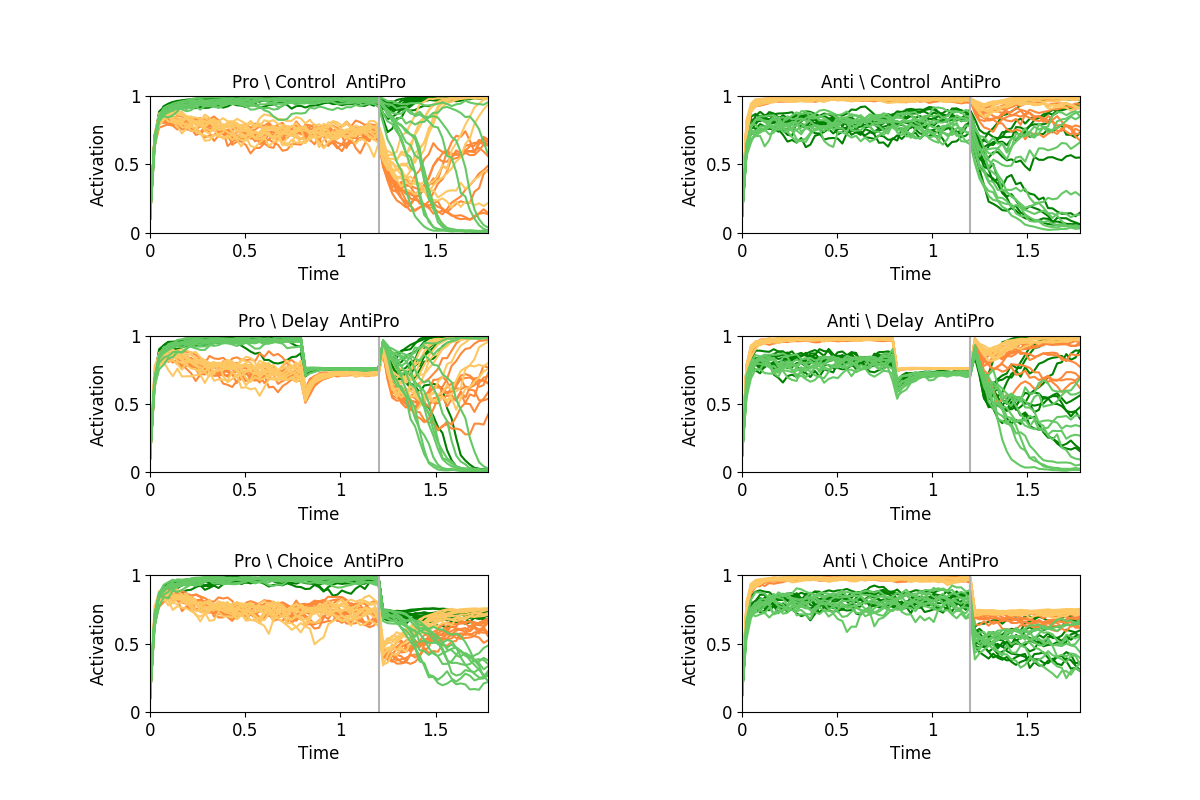 Pro \ Control  AntiPro
Anti \ Control  AntiPro
1
0.5
0
Activation
0
0.5
1
1.5
Time
1
0.5
0
Activation
0
0.5
1
1.5
Time
Pro \ Delay  AntiPro
Anti \ Delay  AntiPro
1
0.5
0
Activation
0
0.5
1
1.5
Time
1
0.5
0
Activation
0
0.5
1
1.5
Time
Pro \ Choice  AntiPro
Anti \ Choice  AntiPro
1
0.5
0
Activation
0
0.5
1
1.5
Time
1
0.5
0
Activation
0
0.5
1
1.5
Time